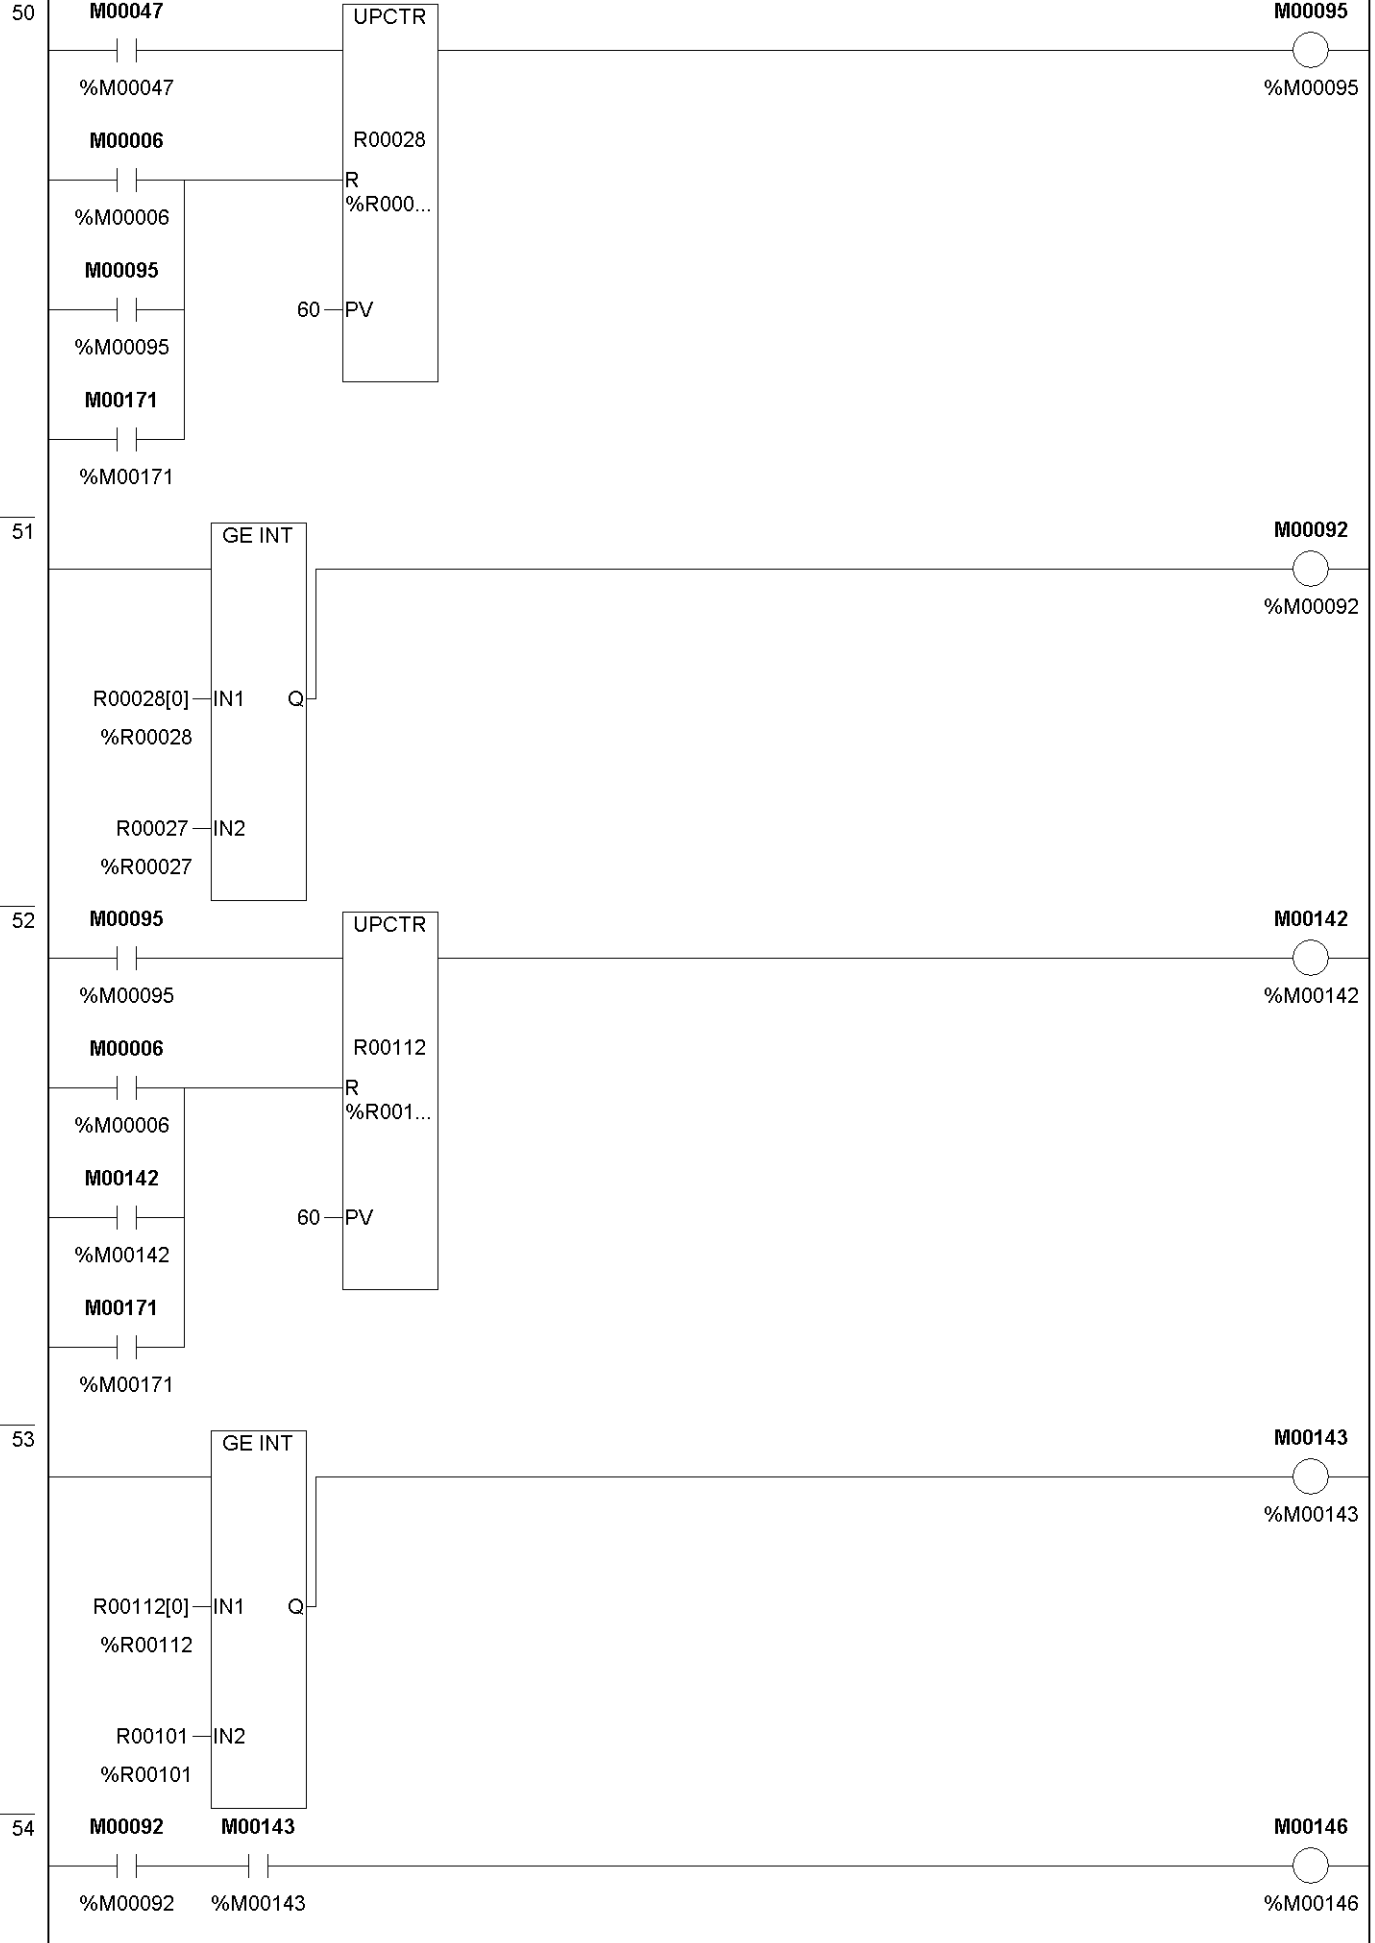 50
M00047
UPCTR
M00095
%M00047
%M00095
M00006
R00028
R
%M00006
%R000...
M00095
60
PV
%M00095
M00171
%M00171
51
GE INT
M00092
%M00092
R00028[0]
IN1
Q
%R00028
R00027
IN2
%R00027
52
M00095
UPCTR
M00142
%M00095
%M00142
M00006
R00112
R
%M00006
%R001...
M00142
60
PV
%M00142
M00171
%M00171
53
GE INT
M00143
%M00143
R00112[0]
IN1
Q
%R00112
R00101
IN2
%R00101
54
M00092
M00143
M00146
%M00092
%M00143
%M00146